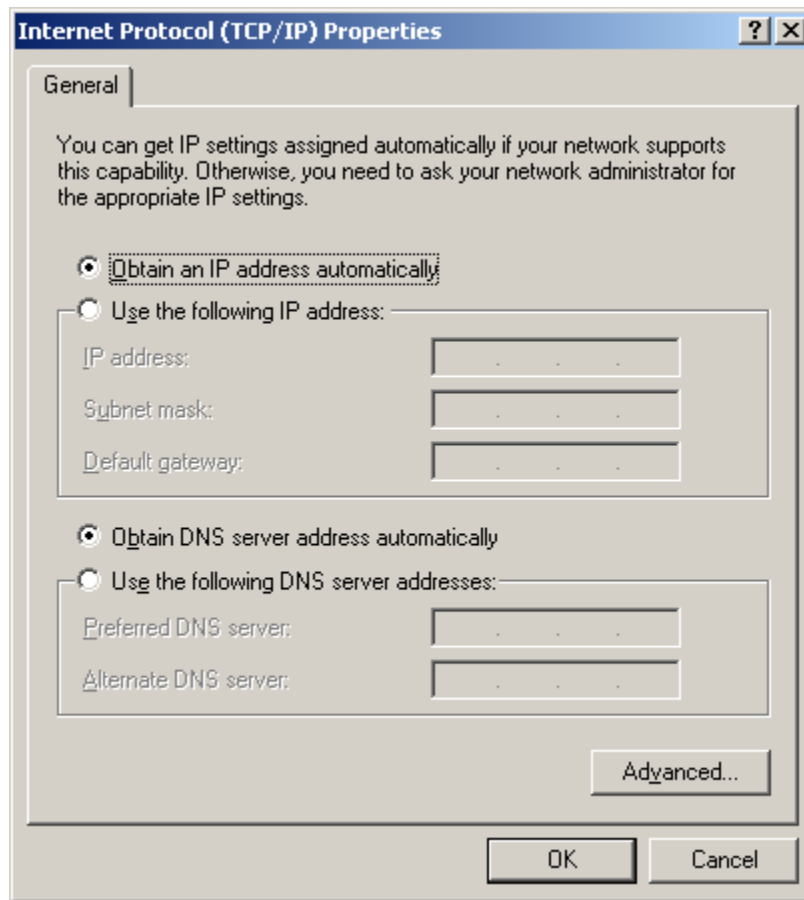 Internet Protocol (TCP/IP) Properties
General
You can get IP settings assigned automatically if your network supports
this capability. Otherwise, you need to ask your network administrator for
the appropriate IP settings.
Obtain an IP address automatically
Use the following IP address:
IP address:
Subnet mask:
Default gateway:
Obtain DNS server address automatically
Use the following DNS server addresses:
Preferred DNS server:
Alternate DNS server:
Advanced...
OK Cancel